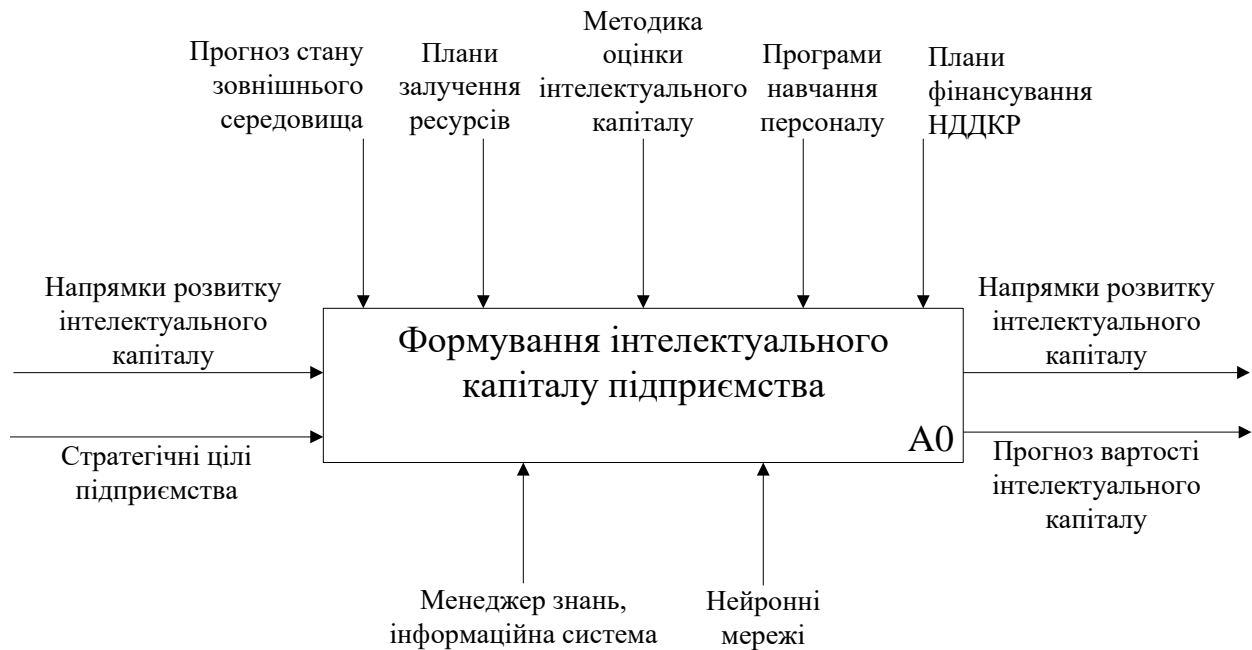 Прогноз стану
зовнішнього
середовища
Плани
залучення
ресурсів
Методика
оцінки
інтелектуального
капіталу
Програми
навчання
персоналу
Плани
фінансування
НДДКР
Напрямки розвитку
інтелектуального
капіталу
Стратегічні цілі
підприємства
Формування інтелектуального
капіталу підприємства
А0
Напрямки розвитку
інтелектуального
капіталу
Прогноз вартості
інтелектуального
капіталу
Менеджер знань,
інформаційна система
Нейронні
мережі